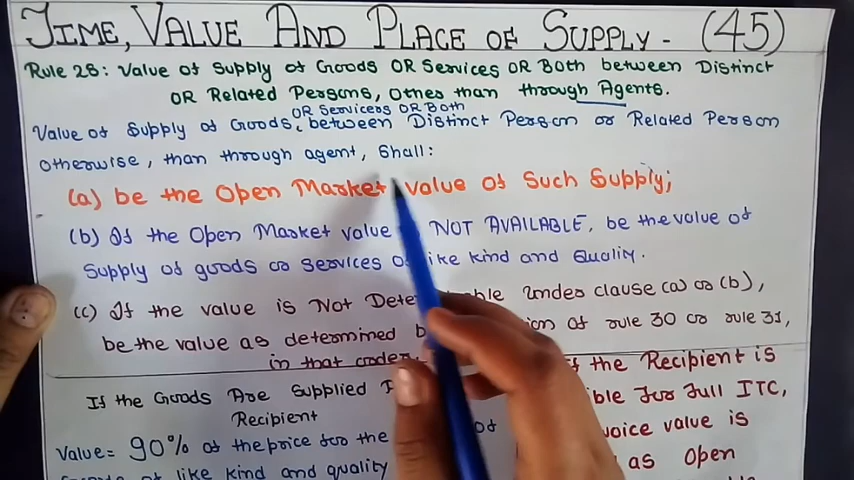 TIME, VALUE AND PLACE OF SUPPLY - (45)
Rule 28: Value of Supply of Goods OR Services OR Both between Distinct
OR Related Persons, Other than through Agents.
OR Services OR Both
Value of Supply of Goods, between Distinct Person or Related Person
otherwise, than through agent, Shall:
(a) be the Open Market value of Such Supply;
(b) If the Open Market value NOT AVAILABLE, be the value of
Supply of goods or services of like kind and Quality.
(c) If the value is Not under clause (a) or (b),
be the value as determined of rule 30 or rule 31,
in that order.
If the Goods Are Supplied
Recipient
Value = 90% of the price for the of
of like kind and quality
the Recipient is
for full ITC,
value is
as Open